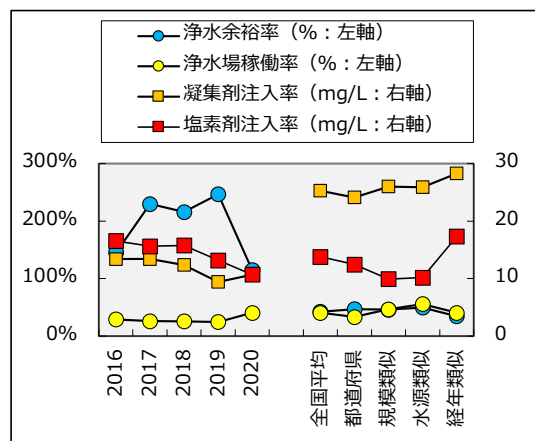 浄水余裕率（%：左軸）
浄水場稼働率（%：左軸）
凝集剤注入率（mg/L：右軸）
塩素剤注入率（mg/L：右軸）
300%
200%
100%
0%
30
20
10
0
2016
2017
2018
2019
2020
全国平均
都道府県
規模類似
水源類似
経年類似